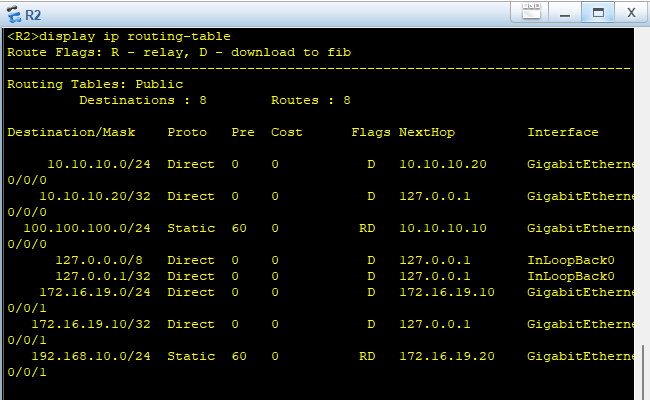 R2
<R2>display ip routing-table
Route Flags: R - relay, D - download to fib
------------------------------------------------------------------------------
Routing Tables: Public
         Destinations : 8        Routes : 8
Destination/Mask    Proto   Pre  Cost      Flags NextHop         Interface
     10.10.10.0/24  Direct  0    0           D   10.10.10.20     GigabitEtherne
0/0/0
    10.10.10.20/32  Direct  0    0           D   127.0.0.1       GigabitEtherne
0/0/0
  100.100.100.0/24  Static  60   0          RD   10.10.10.10     GigabitEtherne
0/0/0
      127.0.0.0/8   Direct  0    0           D   127.0.0.1       InLoopBack0
      127.0.0.1/32  Direct  0    0           D   127.0.0.1       InLoopBack0
    172.16.19.0/24  Direct  0    0           D   172.16.19.10    GigabitEtherne
0/0/1
   172.16.19.10/32  Direct  0    0           D   127.0.0.1       GigabitEtherne
0/0/1
   192.168.10.0/24  Static  60   0          RD   172.16.19.20    GigabitEtherne
0/0/1